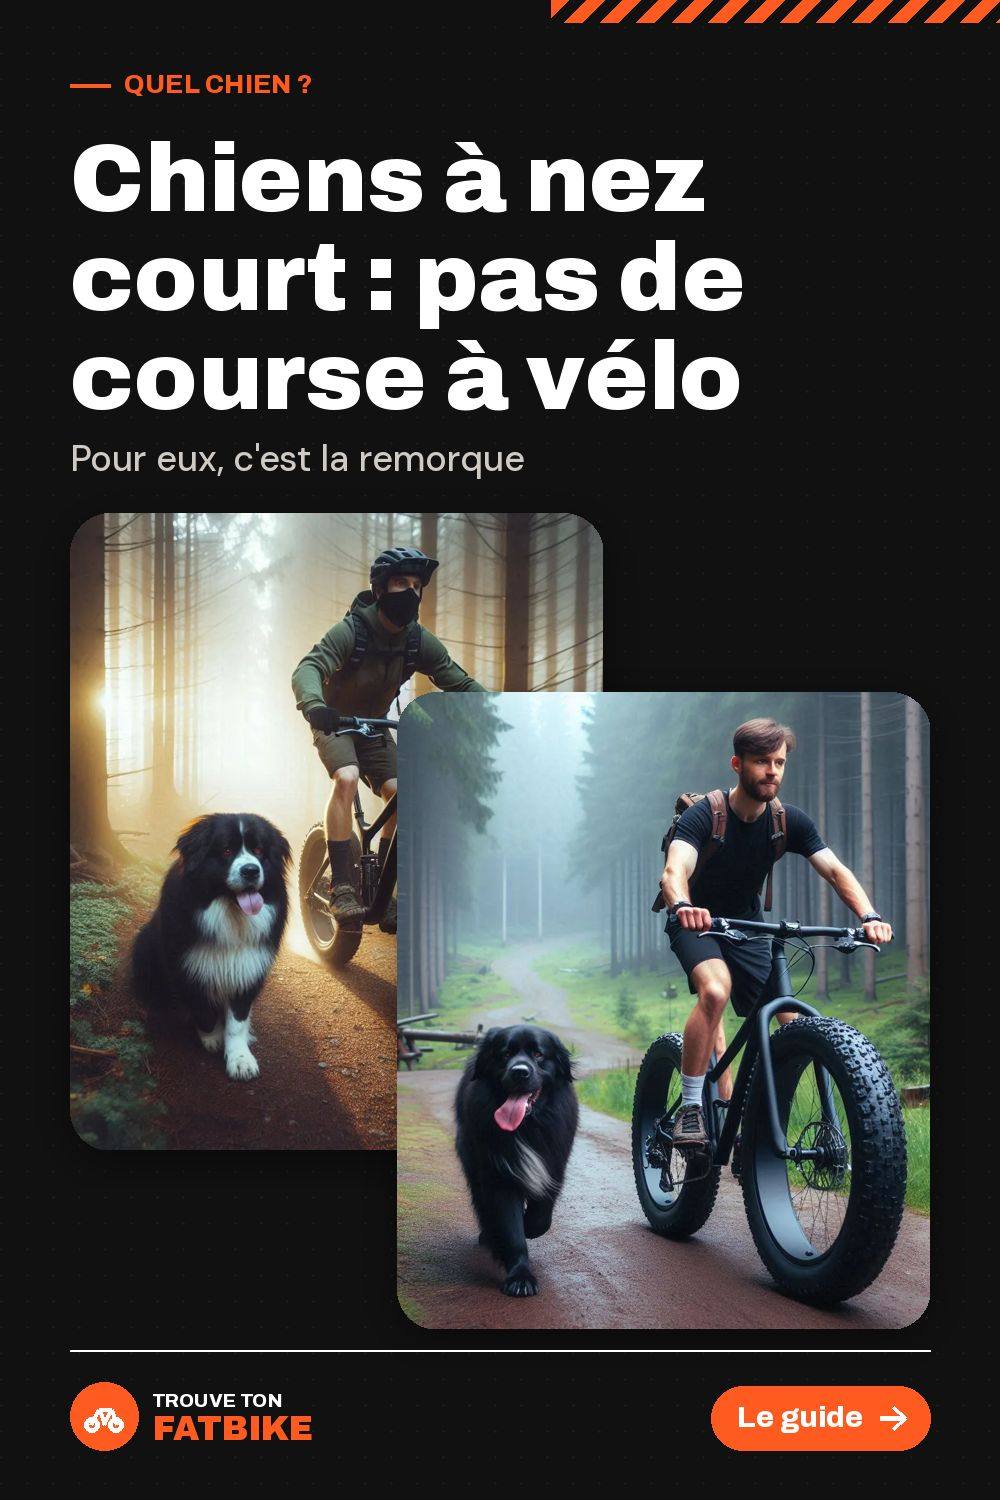 QUEL CHIEN ?
Chiens à nez
court : pas de
course à vélo
Pour eux, c'est la remorque
TROUVE TON
FATBIKE
Le guide